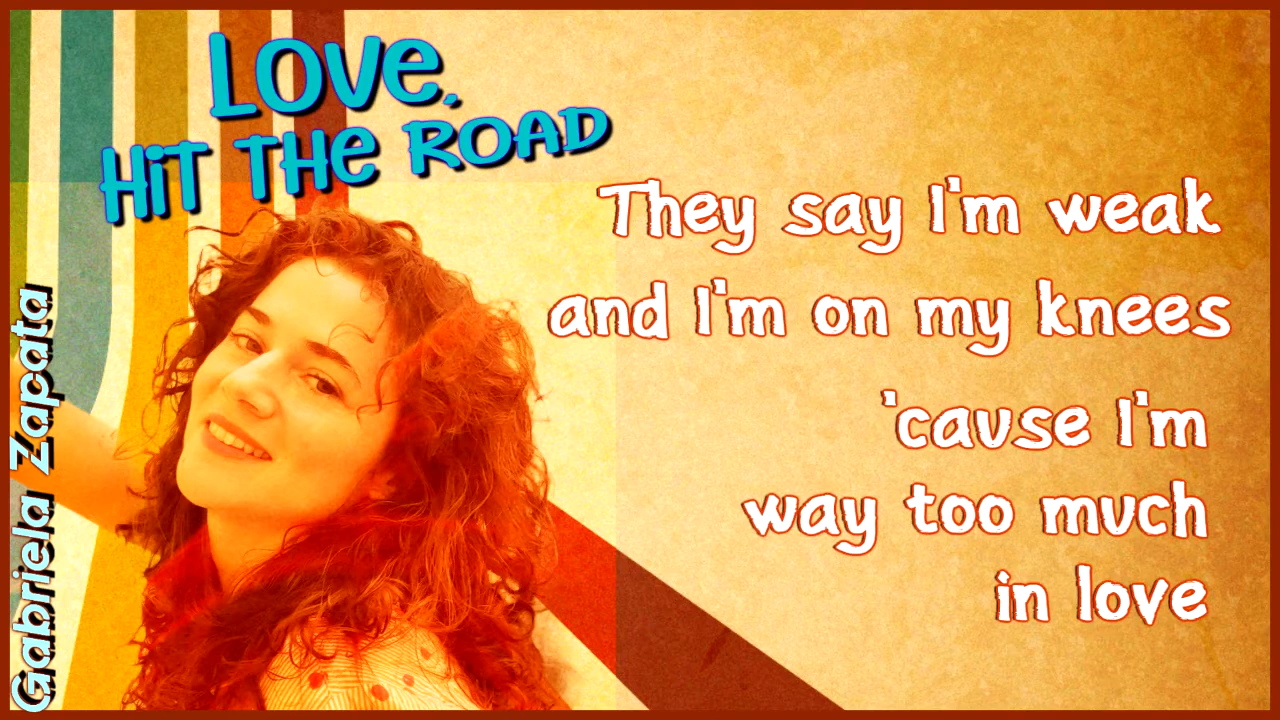 Love,
Hit the Road
They say I'm weak
and I'm on my knees
'cause I'm
way too much
in love
Gabriela Zapata